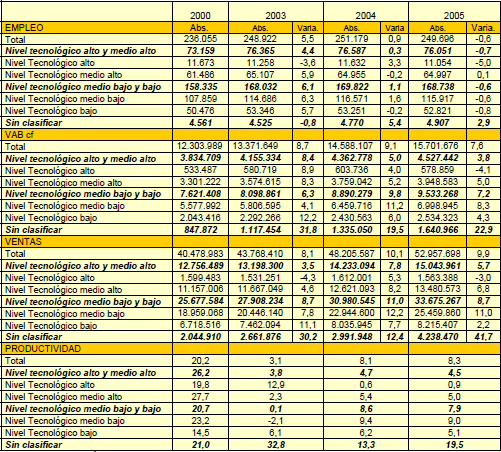 2000 2003 2004 2005
EMPLEO Abs. Abs. Varia. Abs. Varia Abs. Varia.
Total 236.055 248.922 5,5 251.179 0,9 249.696 -0,6
Nivel tecnológico alto y medio alto 73.159 76.365 4,4 76.587 0,3 76.051 -0,7
Nivel Tecnológico alto 11.673 11.258 -3,6 11.632 3,3 11.054 -5,0
Nivel Tecnológico medio alto 61.486 65.107 5,9 64.955 -0,2 64.997 0,1
Nivel tecnológico medio bajo y bajo 158.335 168.032 6,1 169.822 1,1 168.738 -0,6
Nivel Tecnológico medio bajo 107.859 114.686 6,3 116.571 1,6 115.917 -0,6
Nivel Tecnológico bajo 50.476 53.346 5,7 53.251 -0,2 52.821 -0,8
Sin clasificar 4.561 4.525 -0,8 4.770 5,4 4.907 2,9
VAB cf
Total 12.303.989 13.371.649 8,7 14.588.107 9,1 15.701.676 7,6
Nivel tecnológico alto y medio alto 3.834.709 4.155.334 8,4 4.362.778 5,0 4.527.442 3,8
Nivel Tecnológico alto 533.487 580.719 8,9 603.736 4,0 578.859 -4,1
Nivel Tecnológico medio alto 3.301.222 3.574.615 8,3 3.759.042 5,2 3.948.583 5,0
Nivel tecnológico medio bajo y bajo 7.621.408 8.098.861 6,3 8.890.279 9,8 9.533.268 7,2
Nivel Tecnológico medio bajo 5.577.992 5.806.595 4,1 6.459.716 11,2 6.998.945 8,3
Nivel Tecnológico bajo 2.043.416 2.292.266 12,2 2.430.563 6,0 2.534.323 4,3
Sin clasificar 847.872 1.117.454 31,8 1.335.050 19,5 1.640.966 22,9
VENTAS
Total 40.478.983 43.768.410 8,1 48.205.587 10,1 52.957.698 9,9
Nivel tecnológico alto y medio alto 12.756.489 13.198.300 3,5 14.233.094 7,8 15.043.961 5,7
Nivel Tecnológico alto 1.599.483 1.531.251 -4,3 1.612.001 5,3 1.563.388 -3,0
Nivel Tecnológico medio alto 11.157.006 11.667.049 4,6 12.621.093 8,2 13.480.573 6,8
Nivel tecnológico medio bajo y bajo 25.677.584 27.908.234 8,7 30.980.545 11,0 33.675.267 8,7
Nivel Tecnológico medio bajo 18.959.068 20.446.140 7,8 22.944.600 12,2 25.459.860 11,0
Nivel Tecnológico bajo 6.718.516 7.462.094 11,1 8.035.945 7,7 8.215.407 2,2
Sin clasificar 2.044.910 2.661.876 30,2 2.991.948 12,4 4.238.470 41,7
PRODUCTIVIDAD
Total 20,2 3,1 8,1 8,3
Nivel tecnológico alto y medio alto 26,2 3,8 4,7 4,5
Nivel Tecnológico alto 19,8 12,9 0,6 0,9
Nivel Tecnológico medio alto 27,7 2,3 5,4 5,0
Nivel tecnológico medio bajo y bajo 20,7 0,1 8,6 7,9
Nivel Tecnológico medio bajo 23,2 -2,1 9,4 9,0
Nivel Tecnológico bajo 14,5 6,1 6,2 5,1
Sin clasificar 21,0 32,8 13,3 19,5